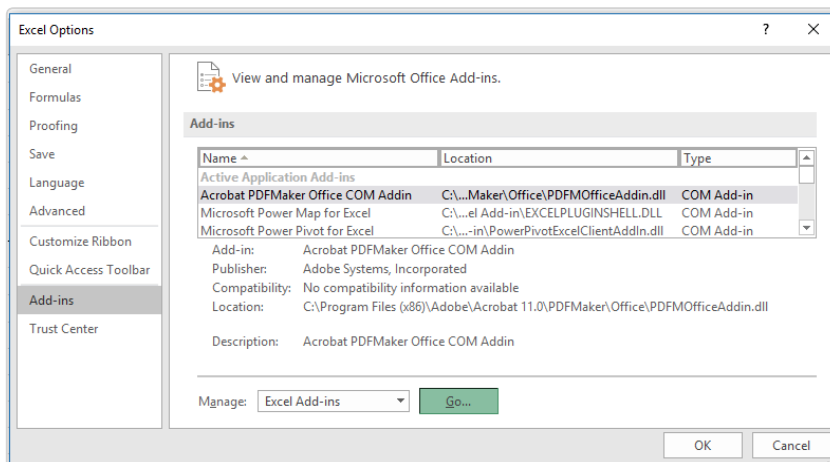 Excel Options
?
General
Formulas
Proofing
Save
Language
Advanced
Customize Ribbon
Quick Access Toolbar
Add-ins
Trust Center
View and manage Microsoft Office Add-ins.
Add-ins
Name Location Type
Active Application Add-ins
Acrobat PDFMaker Office COM Addin C:\...Maker\Office\PDFMOfficeAddin.dll COM Add-in
Microsoft Power Map for Excel C:\...el Add-in\EXCELPLUGINSHELL.DLL COM Add-in
Microsoft Power Pivot for Excel C:\...-in\PowerPivotExcelClientAddIn.dll COM Add-in
Add-in: Acrobat PDFMaker Office COM Addin
Publisher: Adobe Systems, Incorporated
Compatibility: No compatibility information available
Location: C:\Program Files (x86)\Adobe\Acrobat 11.0\PDFMaker\Office\PDFMOfficeAddin.dll
Description: Acrobat PDFMaker Office COM Addin
Manage: Excel Add-ins Go...
OK Cancel